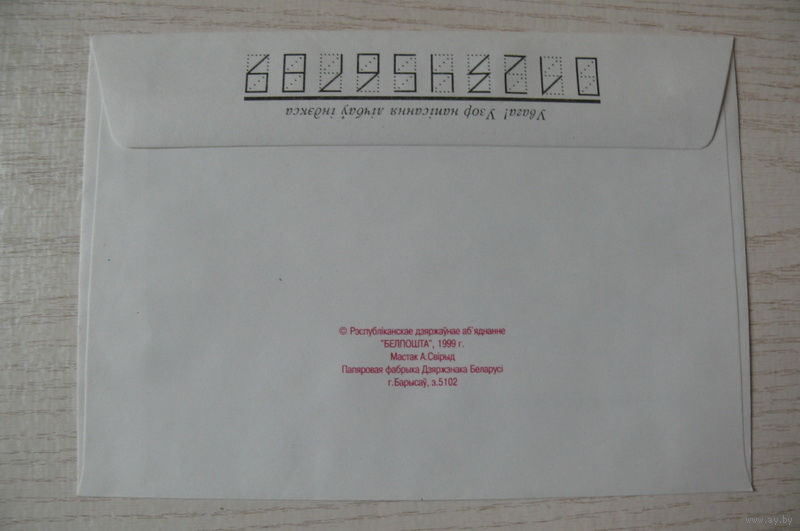 Увага! Узор напісання лічбаў індэкса
0123456789
© Рэспубліканскае дзяржаўнае аб`яднанне
"БЕЛПОШТА", 1999 г.
Мастак А.Свірыд
Папяровая фабрыка Дзяржзнака Беларусі
г.Барысаў, з.5102
www.ay.by